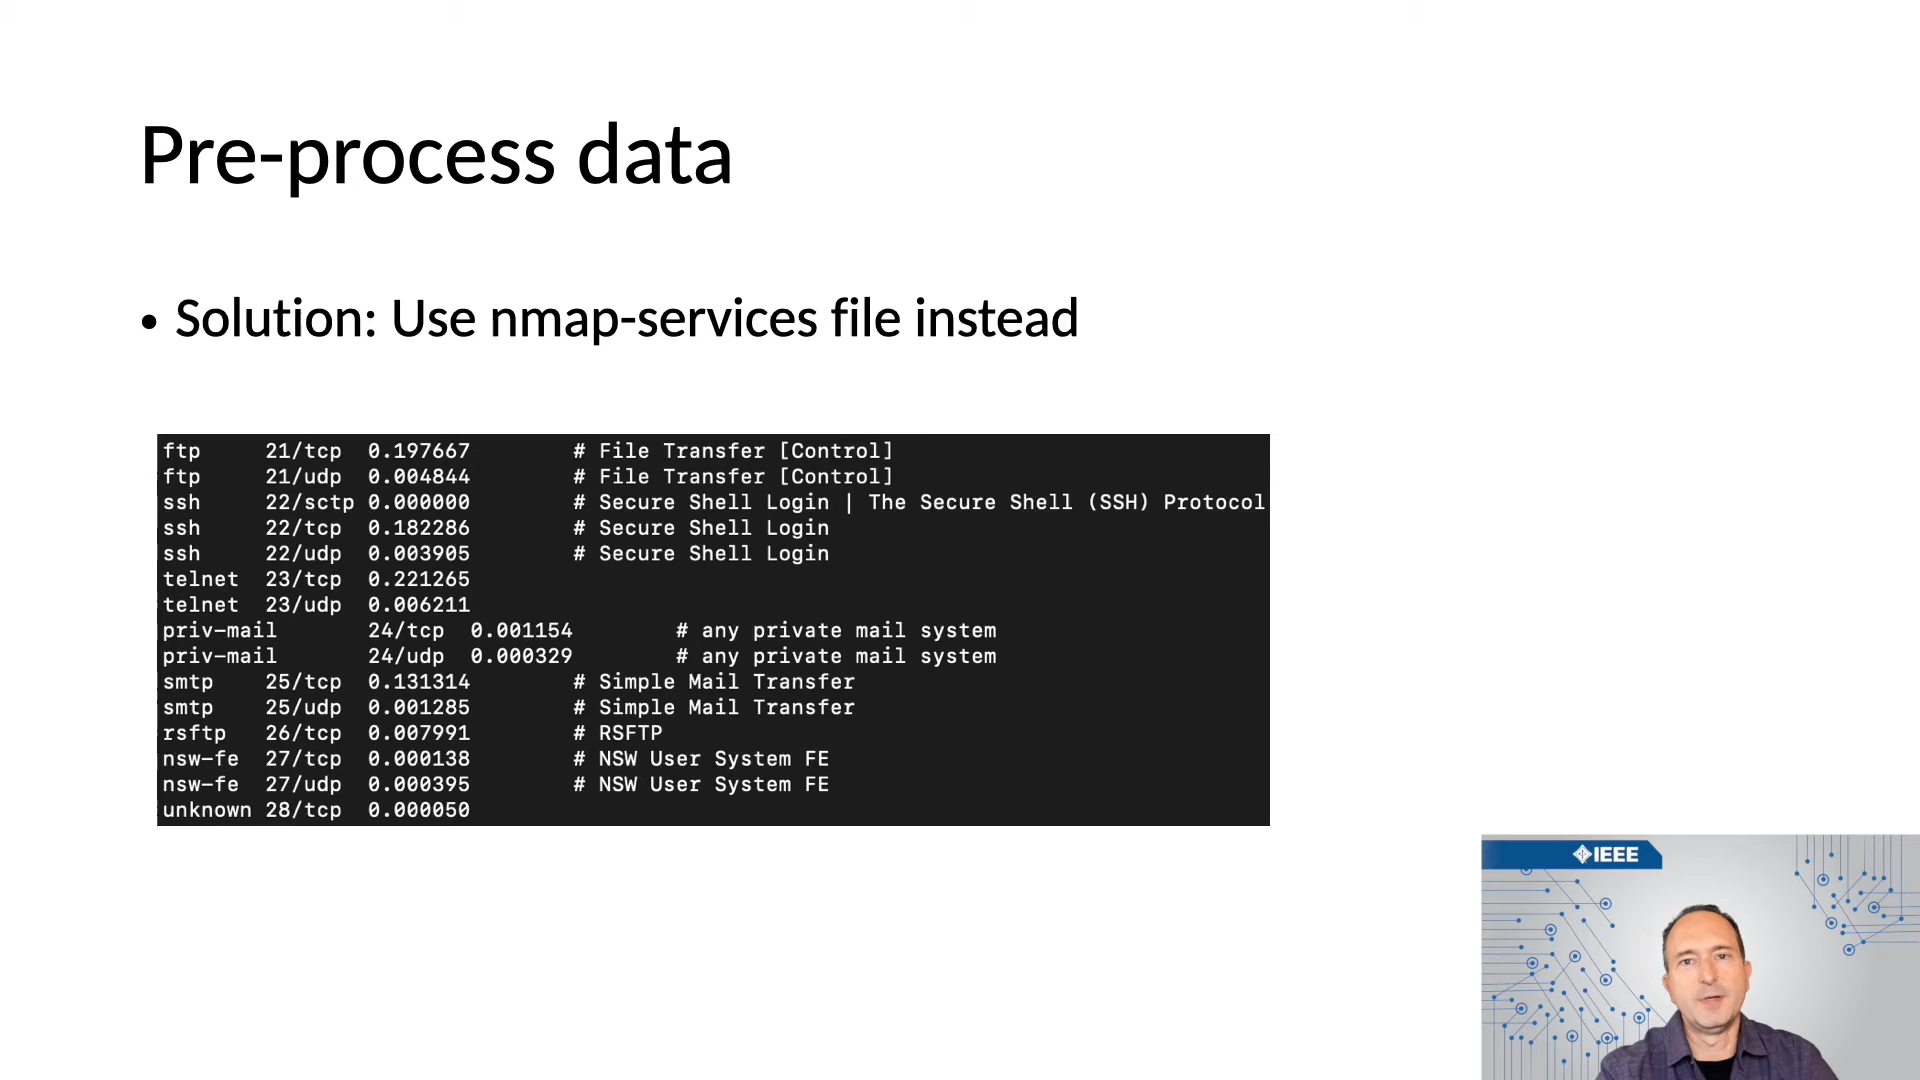 Pre-process data
• Solution: Use nmap-services file instead
ftp     21/tcp  0.197667        # File Transfer [Control]
ftp     21/udp  0.004844        # File Transfer [Control]
ssh     22/sctp 0.000000        # Secure Shell Login | The Secure Shell (SSH) Protocol
ssh     22/tcp  0.182286        # Secure Shell Login
ssh     22/udp  0.003905        # Secure Shell Login
telnet  23/tcp  0.221265
telnet  23/udp  0.006211
priv-mail       24/tcp  0.001154        # any private mail system
priv-mail       24/udp  0.000329        # any private mail system
smtp    25/tcp  0.131314        # Simple Mail Transfer
smtp    25/udp  0.001285        # Simple Mail Transfer
rsftp   26/tcp  0.007991        # RSFTP
nsw-fe  27/tcp  0.000138        # NSW User System FE
nsw-fe  27/udp  0.000395        # NSW User System FE
unknown 28/tcp  0.000050
IEEE